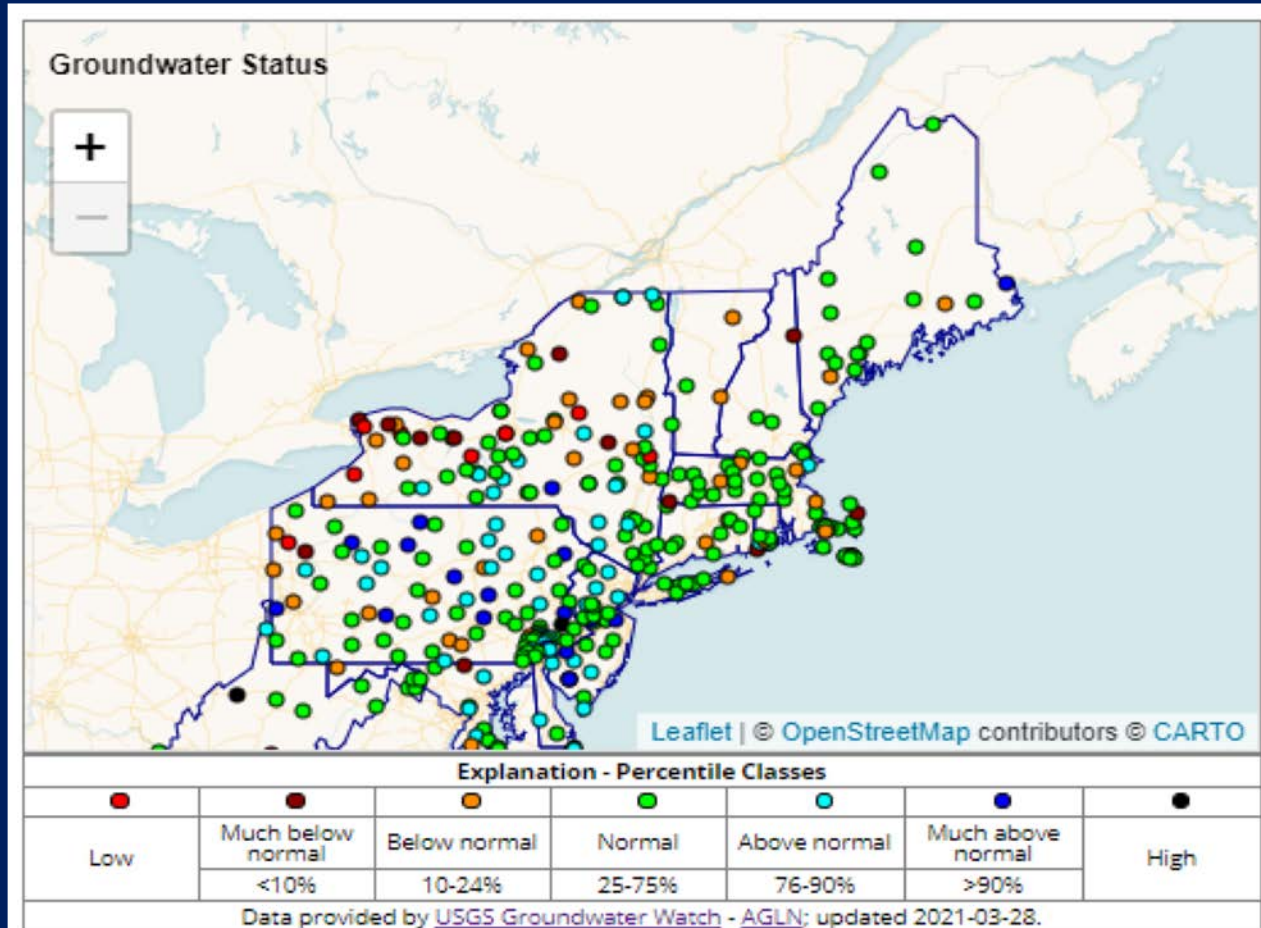 Groundwater Status
+
−
Leaflet | © OpenStreetMap contributors © CARTO
Explanation - Percentile Classes
Low
Much below normal
Below normal
Normal
Above normal
Much above normal
High
<10%
10-24%
25-75%
76-90%
>90%
Data provided by USGS Groundwater Watch - AGLN; updated 2021-03-28.